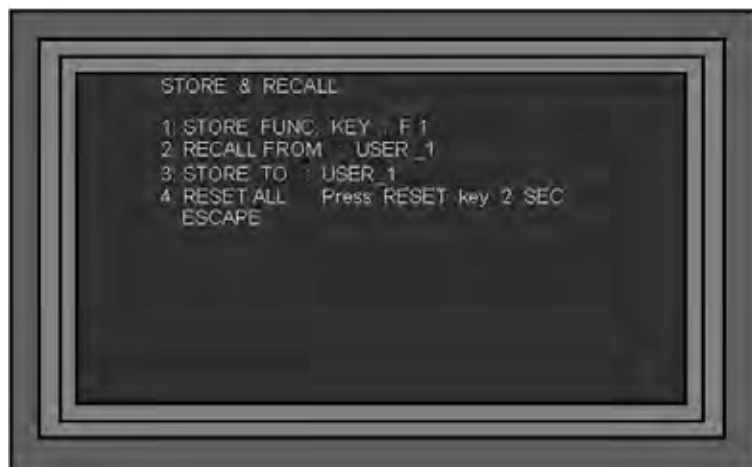 STORE & RECALL
1 STORE FUNC. KEY : F 1
2 RECALL FROM USER_1
3 STORE TO : USER_1
4 RESET ALL Press RESET key 2 SEC
ESCAPE